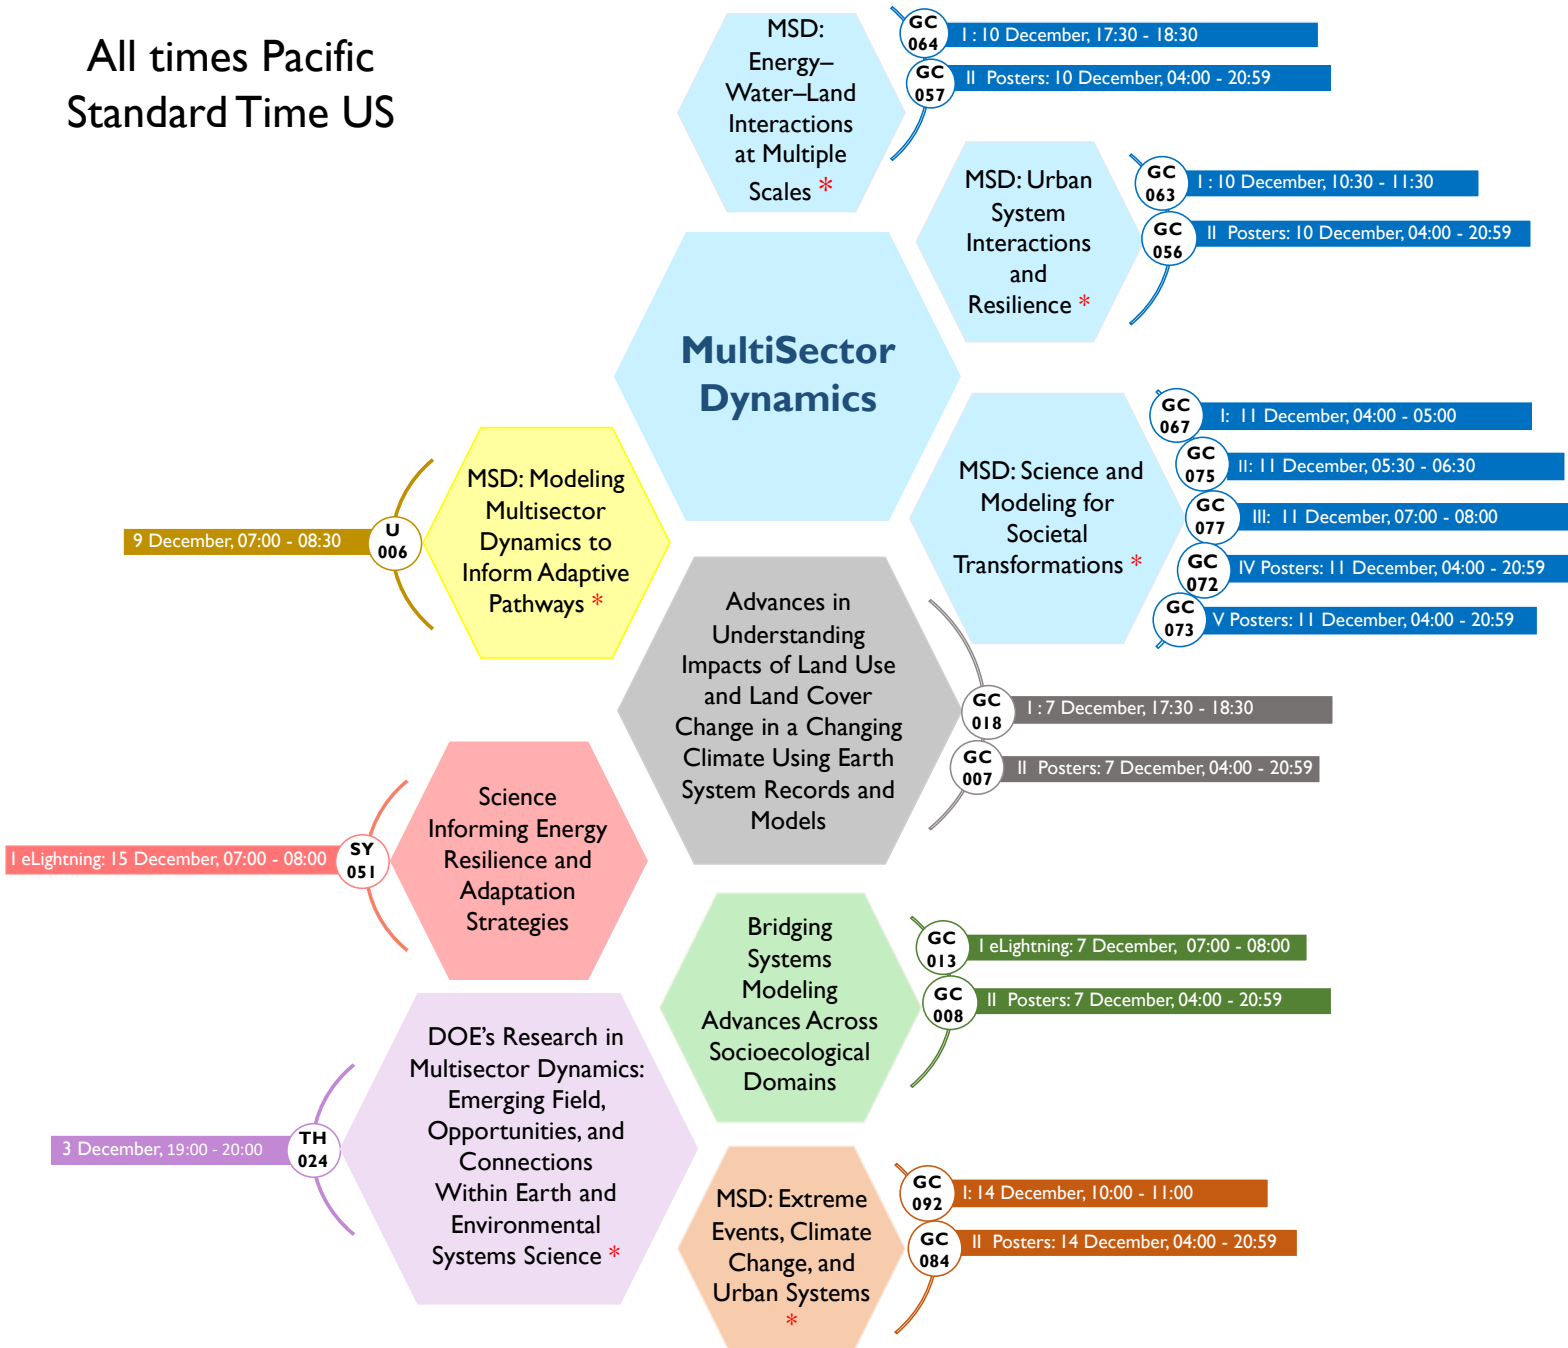 All times Pacific
Standard Time US
MSD:
Energy–
Water–Land
Interactions
at Multiple
Scales *
GC
064
I : 10 December, 17:30 - 18:30
GC
057
II Posters: 10 December, 04:00 - 20:59
MSD: Urban
System
Interactions
and
Resilience *
GC
063
I : 10 December, 10:30 - 11:30
GC
056
II Posters: 10 December, 04:00 - 20:59
MultiSector
Dynamics
MSD: Science and
Modeling for
Societal
Transformations *
GC
067
I: 11 December, 04:00 - 05:00
GC
075
II: 11 December, 05:30 - 06:30
GC
077
III: 11 December, 07:00 - 08:00
GC
072
IV Posters: 11 December, 04:00 - 20:59
GC
073
V Posters: 11 December, 04:00 - 20:59
MSD: Modeling
Multisector
Dynamics to
Inform Adaptive
Pathways *
U
006
9 December, 07:00 - 08:30
Advances in
Understanding
Impacts of Land Use
and Land Cover
Change in a Changing
Climate Using Earth
System Records and
Models
GC
018
I : 7 December, 17:30 - 18:30
GC
007
II Posters: 7 December, 04:00 - 20:59
Science
Informing Energy
Resilience and
Adaptation
Strategies
SY
051
I eLightning: 15 December, 07:00 - 08:00
Bridging
Systems
Modeling
Advances Across
Socioecological
Domains
GC
013
I eLightning: 7 December, 07:00 - 08:00
GC
008
II Posters: 7 December, 04:00 - 20:59
DOE’s Research in
Multisector Dynamics:
Emerging Field,
Opportunities, and
Connections
Within Earth and
Environmental
Systems Science *
TH
024
3 December, 19:00 - 20:00
MSD: Extreme
Events, Climate
Change, and
Urban Systems
*
GC
092
I: 14 December, 10:00 - 11:00
GC
084
II Posters: 14 December, 04:00 - 20:59